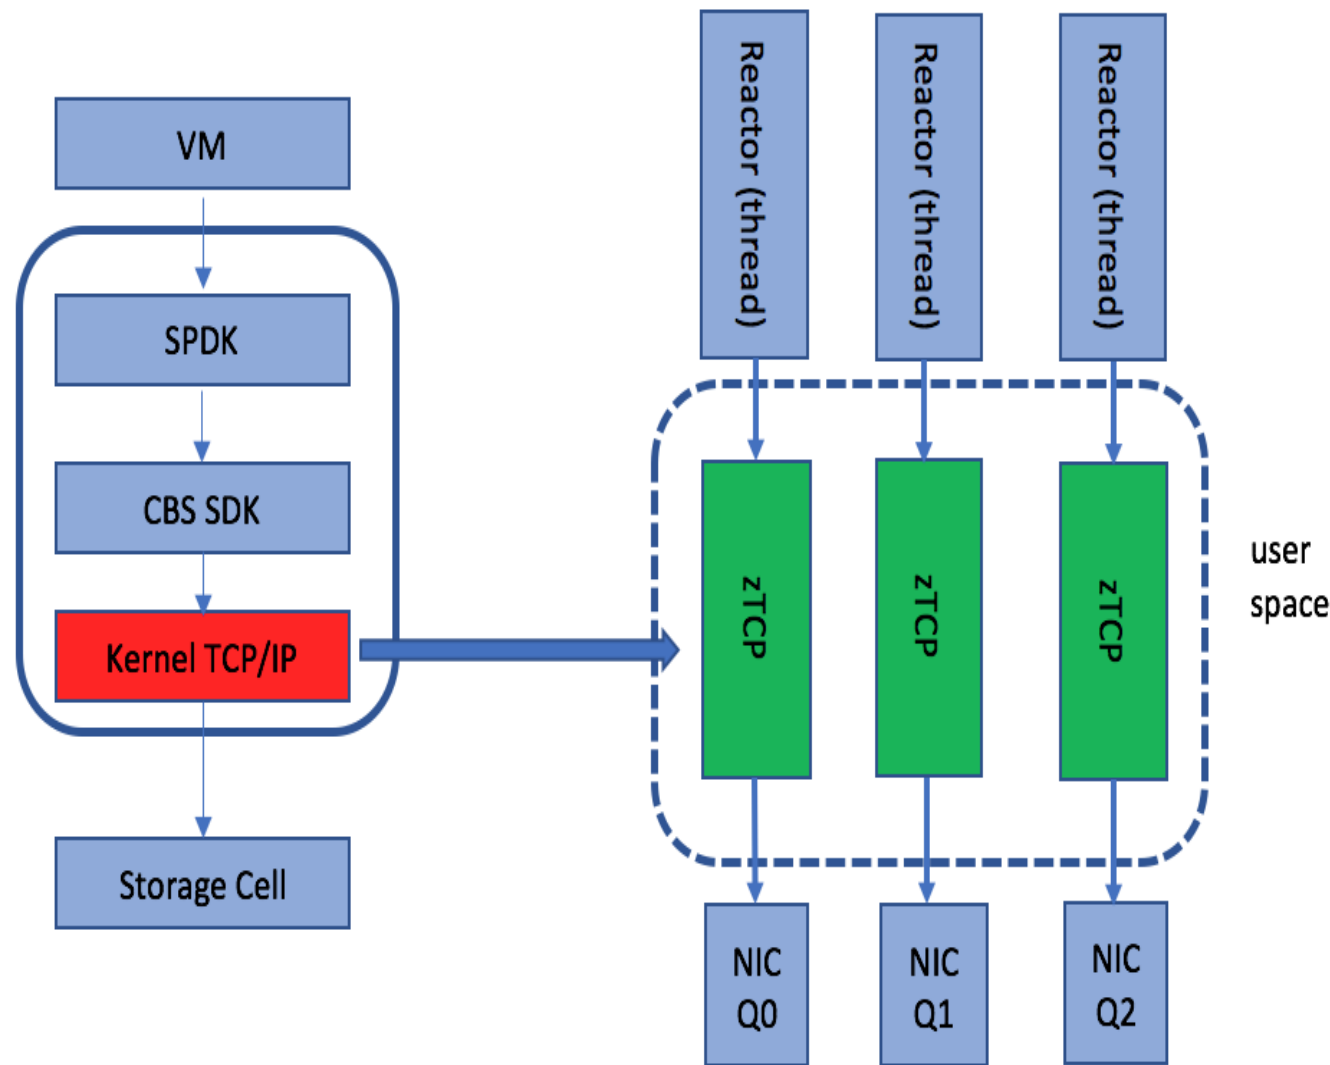 VM
SPDK
CBS SDK
Kernel TCP/IP
Storage Cell
Reactor (thread)
Reactor (thread)
Reactor (thread)
zTCP
zTCP
zTCP
user
space
NIC
Q0
NIC
Q1
NIC
Q2